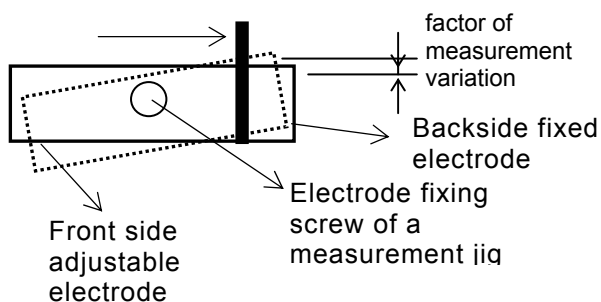 factor of
measurement
variation
Backside fixed
electrode
Electrode fixing
screw of a
measurement jig
Front side
adjustable
electrode